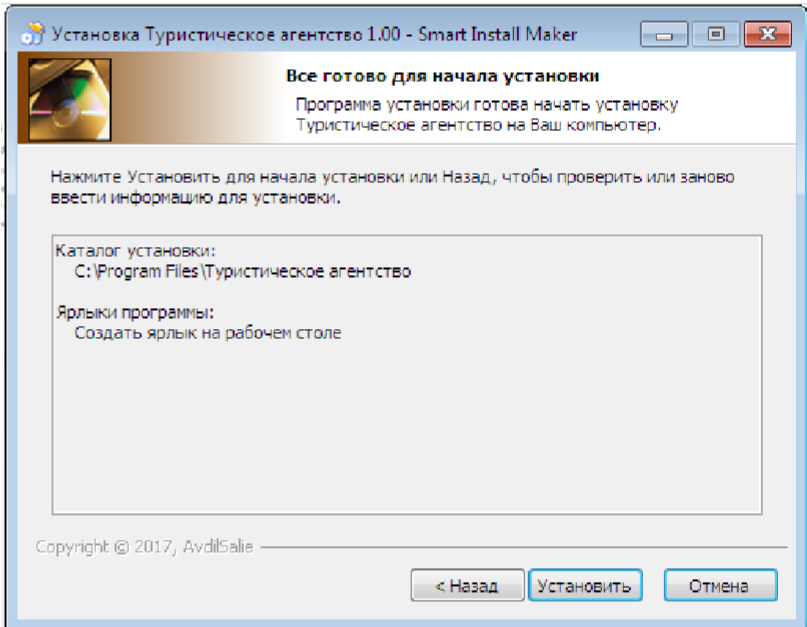 Установка Туристическое агентство 1.00 - Smart Install Maker
Все готово для начала установки
Программа установки готова начать установку
Туристическое агентство на Ваш компьютер.
Нажмите Установить для начала установки или Назад, чтобы проверить или заново
ввести информацию для установки.
Каталог установки:
C:\Program Files\Туристическое агентство
Ярлыки программы:
Создать ярлык на рабочем столе
Copyright © 2017, AvdilSalie
< Назад
Установить
Отмена